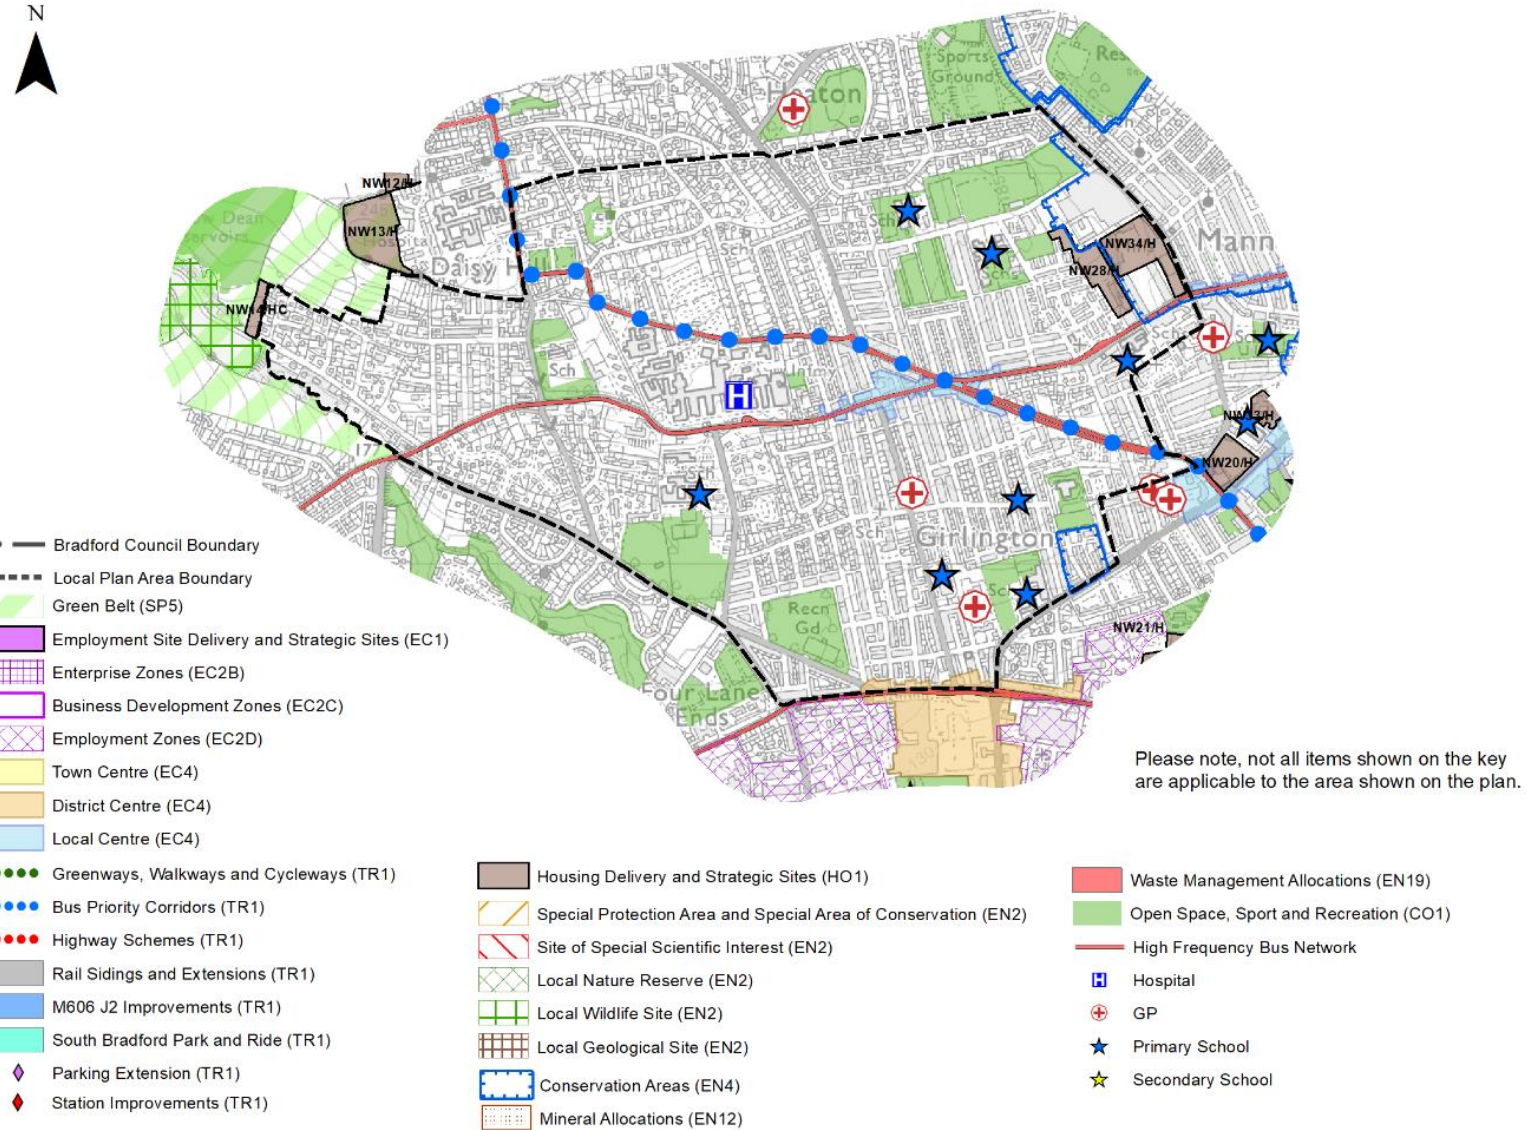 N
Sports
Ground
Heaton
NW12/H
NW13/H
Daisy Hill
NW34/H
Mann
NW28/H
Sch
Sch
NW20/H
Sch
Girlington
Recn
Gd
NW21/H
Four Lane
Ends
Bradford Council Boundary
Local Plan Area Boundary
Green Belt (SP5)
Employment Site Delivery and Strategic Sites (EC1)
Enterprise Zones (EC2B)
Business Development Zones (EC2C)
Employment Zones (EC2D)
Town Centre (EC4)
District Centre (EC4)
Local Centre (EC4)
Greenways, Walkways and Cycleways (TR1)
Bus Priority Corridors (TR1)
Highway Schemes (TR1)
Rail Sidings and Extensions (TR1)
M606 J2 Improvements (TR1)
South Bradford Park and Ride (TR1)
Parking Extension (TR1)
Station Improvements (TR1)
Housing Delivery and Strategic Sites (HO1)
Special Protection Area and Special Area of Conservation (EN2)
Site of Special Scientific Interest (EN2)
Local Nature Reserve (EN2)
Local Wildlife Site (EN2)
Local Geological Site (EN2)
Conservation Areas (EN4)
Mineral Allocations (EN12)
Please note, not all items shown on the key
are applicable to the area shown on the plan.
Waste Management Allocations (EN19)
Open Space, Sport and Recreation (CO1)
High Frequency Bus Network
H Hospital
GP
Primary School
Secondary School